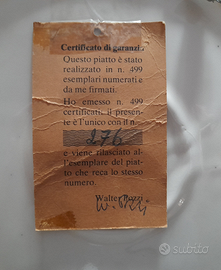 Certificato di garanzia
Questo piatto è stato
realizzato in n. 499
esemplari numerati e
da me firmati.
Ho emesso n. 499
certificati, il presen-
te è l'unico con il n.
276
e viene rilasciato al-
l'esemplare del piat-
to che reca lo stesso
numero.
Walter Pozzi
subito